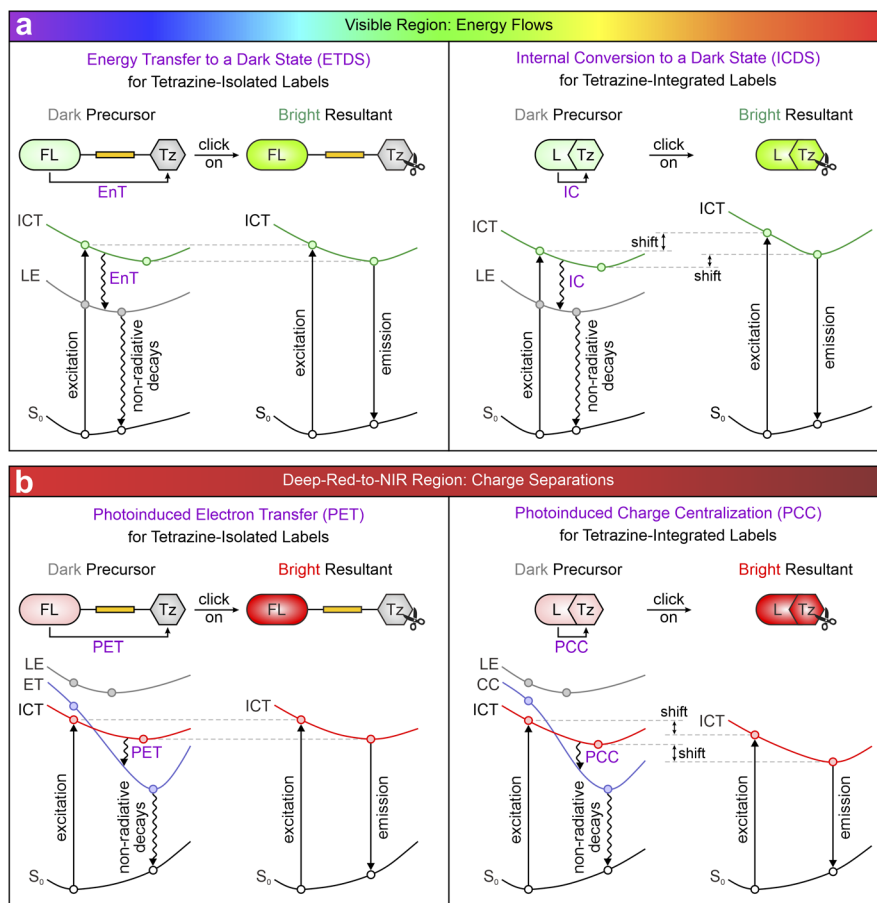 a
Visible Region: Energy Flows
Energy Transfer to a Dark State (ETDS)
for Tetrazine-Isolated Labels
Dark Precursor
Bright Resultant
FL
Tz
click
on
FL
Tz
EnT
ICT
LE
EnT
excitation
non-radiative
decays
S₀
excitation
emission
Internal Conversion to a Dark State (ICDS)
for Tetrazine-Integrated Labels
Dark Precursor
Bright Resultant
L
Tz
click
on
L
Tz
IC
ICT
LE
IC
excitation
non-radiative
decays
S₀
shift
shift
ICT
excitation
emission
b
Deep-Red-to-NIR Region: Charge Separations
Photoinduced Electron Transfer (PET)
for Tetrazine-Isolated Labels
Dark Precursor
Bright Resultant
FL
Tz
click
on
FL
Tz
PET
LE
ET
ICT
PET
excitation
non-radiative
decays
S₀
ICT
excitation
emission
Photoinduced Charge Centralization (PCC)
for Tetrazine-Integrated Labels
Dark Precursor
Bright Resultant
L
Tz
click
on
L
Tz
PCC
LE
CC
ICT
PCC
excitation
non-radiative
decays
S₀
shift
shift
ICT
excitation
emission